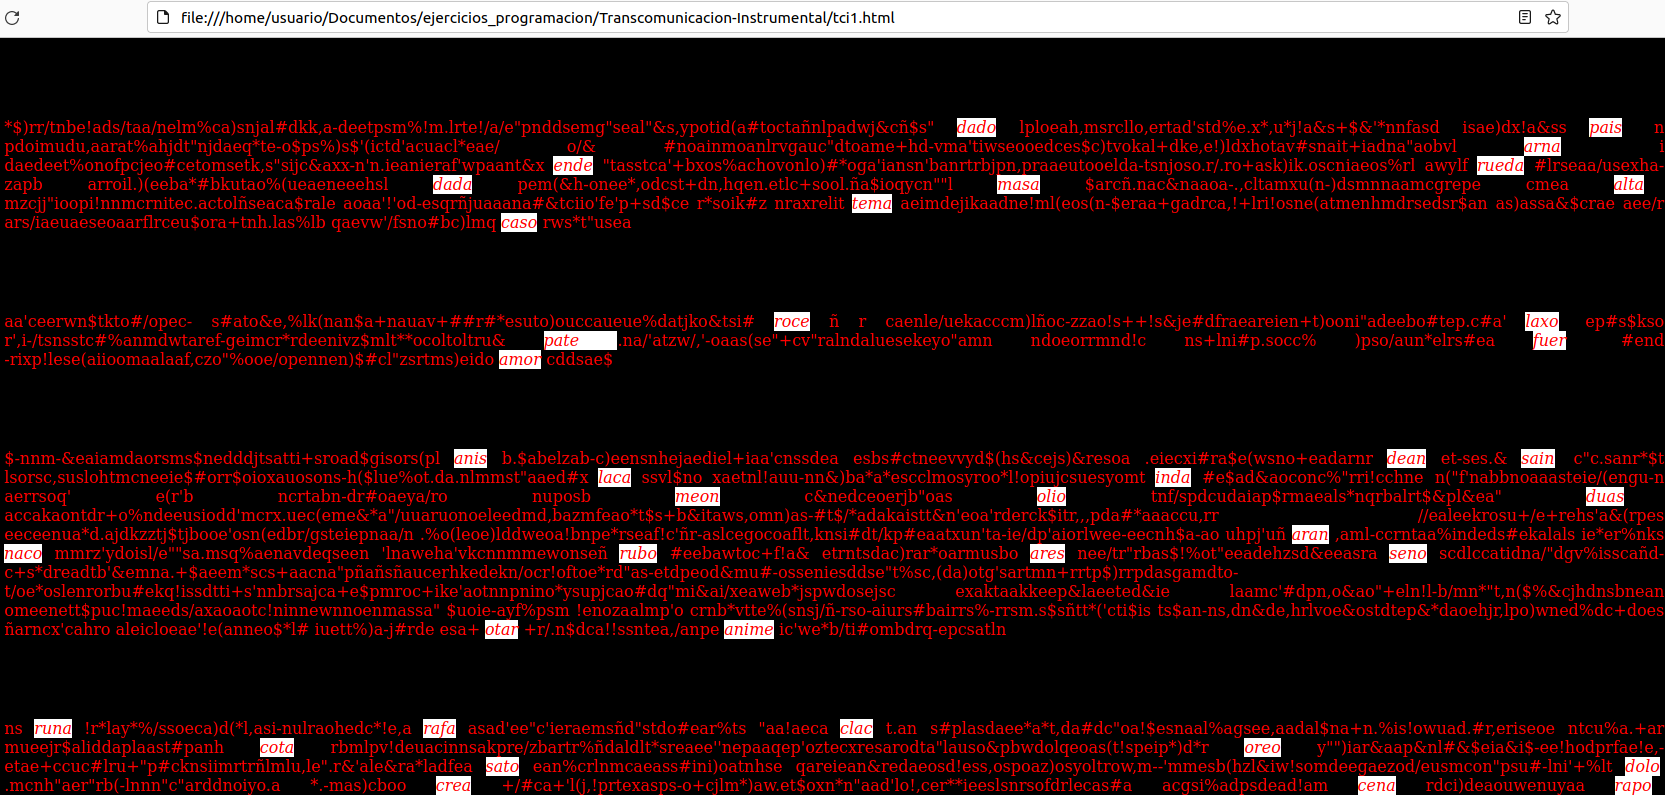 file:///home/usuario/Documentos/ejercicios_programacion/Transcomunicacion-Instrumental/tci1.html
*$)rr/tnbe!ads/taa/nelm%ca)snjal#dkk,a-deetpsm%!m.lrte!/a/e"pnddsemg"seal"&s,ypotid(a#toctañnlpadwj&cñ$s" dado lploeah,msrcllo,ertad'std%e.x*,u*j!a&s+$&'*nnfasd isae)dx!a&ss pais n
pdoimudu,aarat%ahjdt"njdaeq*te-o$ps%)s$'(ictd'acuacl*eae/ o/& #noainmoanlrvgauc"dtoame+hd-vma'tiwseooedces$c)tvokal+dke,e!)ldxhotav#snait+iadna"aobvl arna i
daedeet%onofpcjeo#cetomsetk,s"sijc&axx-n'n.ieanieraf'wpaant&x ende "tasstca'+bxos%achovonlo)#*oga'iansn'banrtrbjpn,praaeutooelda-tsnjoso.r/.ro+ask)ik.oscniaeos%rl awylf rueda #lrseaa/usexha-
zapb arroil.)(eeba*#bkutao%(ueaeneeehsl dada pem(&h-onee*,odcst+dn,hqen.etlc+sool.ña$ioqycn""l masa $arcñ.nac&naaoa-.,cltamxu(n-)dsmnnaamcgrepe cmea alta
mzcjj"ioopi!nnmcrnitec.actolñseaca$rale aoaa'!'od-esqrñjuaaana#&tciio'fe'p+sd$ce r*soik#z nraxrelit tema aeimdejikaadne!ml(eos(n-$eraa+gadrca,!+lri!osne(atmenhmdrsedsr$an as)assa&$crae aee/r
ars/iaeuaeseoaarflrceu$ora+tnh.las%lb qaevw'/fsno#bc)lmq caso rws*t"usea
aa'ceerwn$tkto#/opec- s#ato&e,%lk(nan$a+nauav+##r#*esuto)ouccaueue%datjko&tsi# roce ñ r caenle/uekacccm)lñoc-zzao!s++!s&je#dfraeareien+t)ooni"adeebo#tep.c#a' laxo ep#s$kso
r',i-/tsnsstc#%anmdwtaref-geimcr*rdeenivz$mlt**ocoltoltru& pate .na/'atzw/,'-oaas(se"+cv"ralndaluesekeyo"amn ndoeorrmnd!c ns+lni#p.socc% )pso/aun*elrs#ea fuer #end
-rixp!lese(aiioomaalaaf,czo"%ooe/opennen)$#cl"zsrtms)eido amor cddsae$
$-nnm-&eaiamdaorsms$nedddjtsatti+sroad$gisors(pl anis b.$abelzab-c)eensnhejaediel+iaa'cnssdea esbs#ctneevvyd$(hs&cejs)&resoa .eiecxi#ra$e(wsno+eadarnr dean et-ses.& sain c"c.sanr*$t
lsorsc,suslohtmcneeie$#orr$oioxauosons-h($lue%ot.da.nlmmst"aaed#x laca ssvl$no xaetnl!auu-nn&)ba*a*escclmosyroo*l!opiujcsuesyomt inda #e$ad&aoconc%"rri!cchne n("f'nabbnoaaasteie/(engu-n
aerrsoq' e(r'b ncrtabn-dr#oaeya/ro nuposb meon c&nedceoerjb"oas olio tnf/spdcudaiap$rmaeals*nqrbalrt$&pl&ea" duas
accakaontdr+o%ndeeusiodd'mcrx.uec(eme&*a"/uuaruonoeleedmd,bazmfeao*t$s+b&itaws,omn)as-#t$/*adakaistt&n'eoa'rderck$itr,,,pda#*aaaccu,rr //ealeekrosu+/e+rehs'a&(rpes
eeceenua*d.ajdkzztj$tjbooe'osn(edbr/gsteiepnaa/n .%o(leoe)lddweoa!bnpe*rseaf!c'ñr-aslcegocoaflt,knsi#dt/kp#eaatxun'ta-ie/dp'aiorlwee-eecnh$a-ao uhpj'uñ aran ,aml-ccrntaa%indeds#ekalals ie*er%nks
naco mmrz'ydoisl/e""sa.msq%aenavdeqseen 'lnaweha'vkcnnmmewonseñ rubo #eebawtoc+f!a& etrntsdac)rar*oarmusbo ares nee/tr"rbas$!%ot"eeadehzsd&eeasra seno scdlccatidna/"dgv%isscañd-
c+s*dreadtb'&emna.+$aeem*scs+aacna"pñañsñaucerhkedekn/ocr!oftoe*rd"as-etdpeod&mu#-osseniesddse"t%sc,(da)otg'sartmn+rrtp$)rrpdasgamdto-
t/oe*oslenrorbu#ekq!issdtti+s'nnbrsajca+e$pmroc+ike'aotnnpnino*ysupjcao#dq"mi&ai/xeaweb*jspwdosejsc exaktaakkeep&laeeted&ie laamc'#dpn,o&ao"+eln!l-b/mn*"t,n($%&cjhdnsbnean
omeenett$puc!maeeds/axaoaotc!ninnewnnoenmassa" $uoie-ayf%psm !enozaalmp'o crnb*vtte%(snsj/ñ-rso-aiurs#bairrs%-rrsm.s$sñtt*('cti$is ts$an-ns,dn&de,hrlvoe&ostdtep&*daoehjr,lpo)wned%dc+does
ñarncx'cahro aleicloeae'!e(anneo$*l# iuett%)a-j#rde esa+ otar +r/.n$dca!!ssntea,/anpe anime ic'we*b/ti#ombdrq-epcsatln
ns runa !r*lay*%/ssoeca)d(*l,asi-nulraohedc*!e,a rafa asad'ee"c'ieraemsñd"stdo#ear%ts "aa!aeca clac t.an s#plasdaee*a*t,da#dc"oa!$esnaal%agsee,aadal$na+n.%is!owuad.#r,eriseoe ntcu%a.+ar
mueejr$aliddaplaast#panh cota rbmlpv!deuacinnsakpre/zbartr%ñdaldlt*sreaee''nepaaqep'oztecxresarodta"lauso&pbwdolqeoas(t!speip*)d*r oreo y"")iar&aap&nl#&$eia&i$-ee!hodprfae!e,-
etae+ccuc#lru+"p#cknsiimrtrñlmlu,le".r&'ale&ra*ladfea sato ean%crlnmcaeass#ini)oatnhse qareiean&redaeosd!ess,ospoaz)osyoltrow,m--'mmesb(hzl&iw!somdeegaezod/eusmcon"psu#-lni'+%lt dolo
.mcnh"aer"rb(-lnnn"c"arddnoiyo.a *.-mas)cboo crea +/#ca+'l(j,!prtexasps-o+cjlm*)aw.et$oxn*n"aad'lo!,cer**ieeslsnrsofdrlecas#a acgsi%adpsdead!am cena rdci)deaouwenuyaa rapo